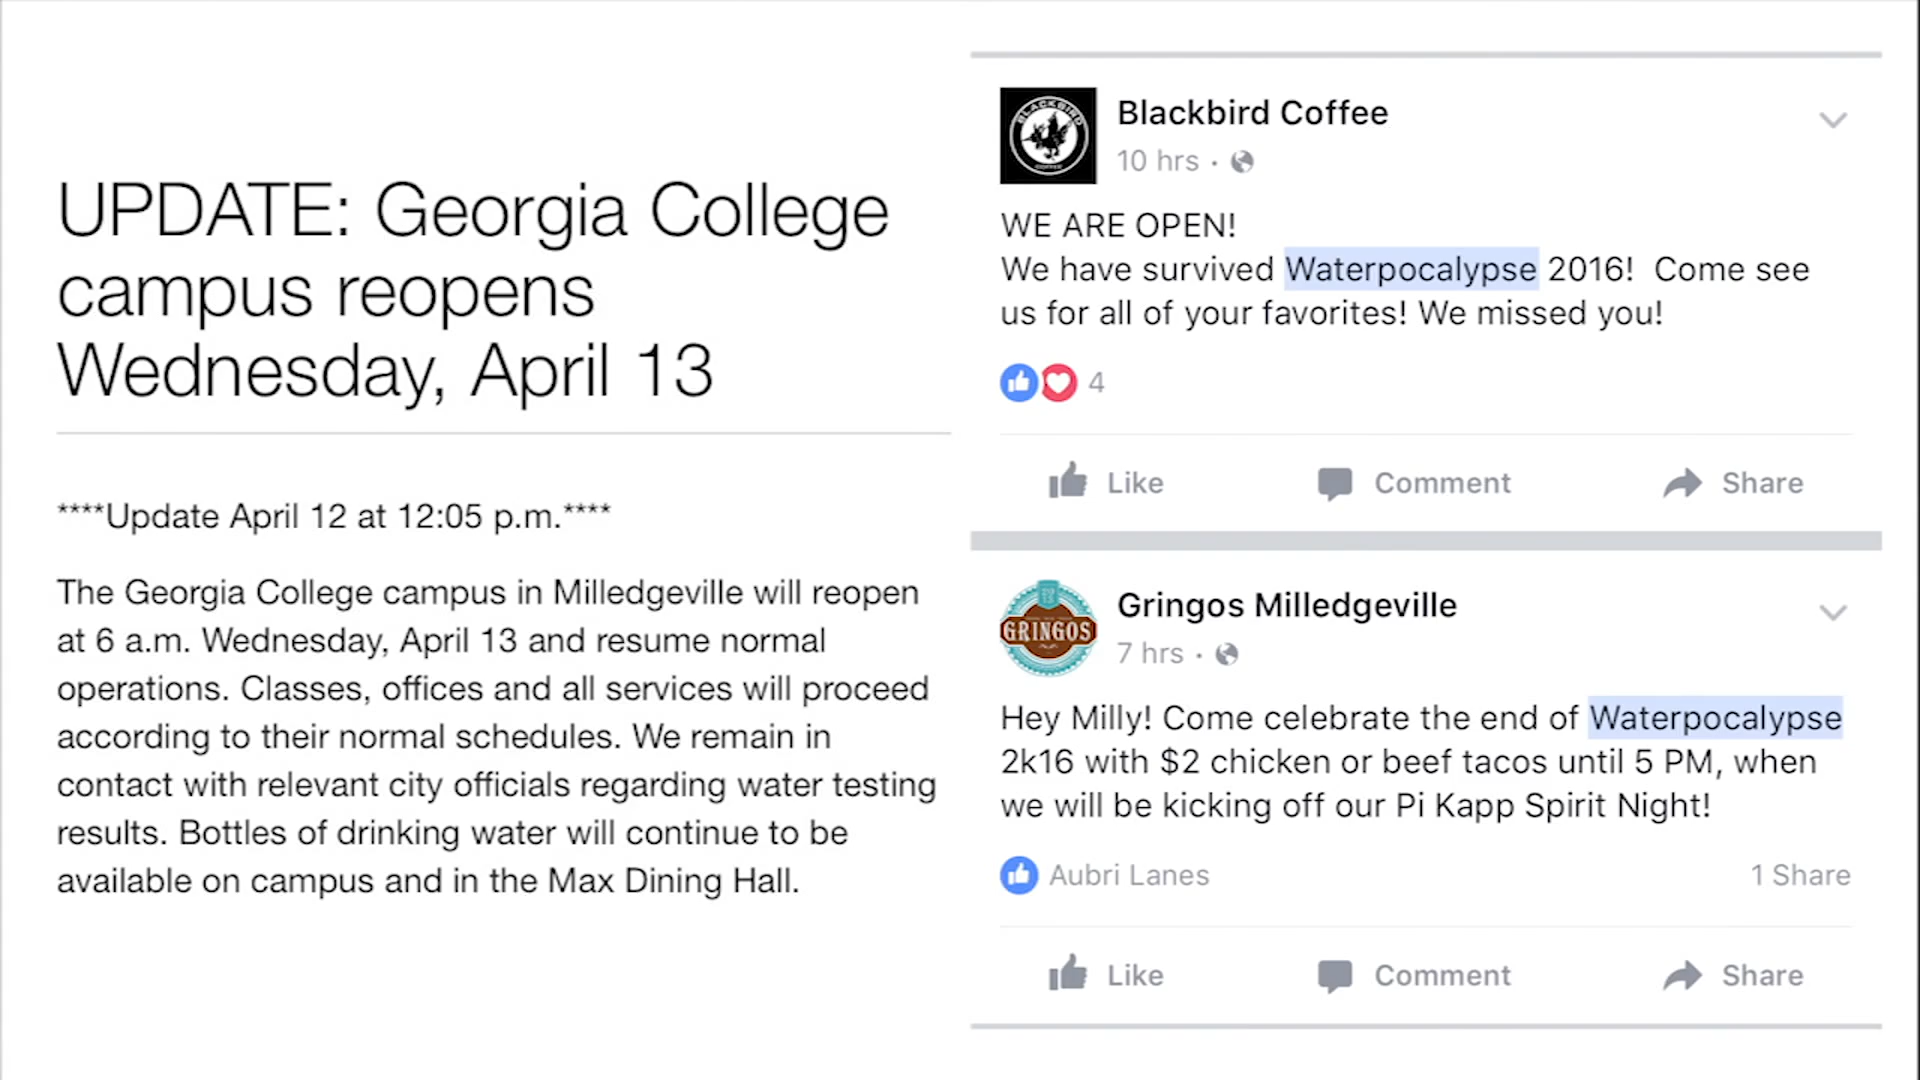 UPDATE: Georgia College
campus reopens
Wednesday, April 13
****Update April 12 at 12:05 p.m.****
The Georgia College campus in Milledgeville will reopen
at 6 a.m. Wednesday, April 13 and resume normal
operations. Classes, offices and all services will proceed
according to their normal schedules. We remain in
contact with relevant city officials regarding water testing
results. Bottles of drinking water will continue to be
available on campus and in the Max Dining Hall.
BLACKBIRD
COFFEE
Blackbird Coffee
10 hrs ·
WE ARE OPEN!
We have survived Waterpocalypse 2016!  Come see
us for all of your favorites! We missed you!
4
Like Comment Share
GRINGOS
Gringos Milledgeville
7 hrs ·
Hey Milly! Come celebrate the end of Waterpocalypse
2k16 with $2 chicken or beef tacos until 5 PM, when
we will be kicking off our Pi Kapp Spirit Night!
Aubri Lanes 1 Share
Like Comment Share